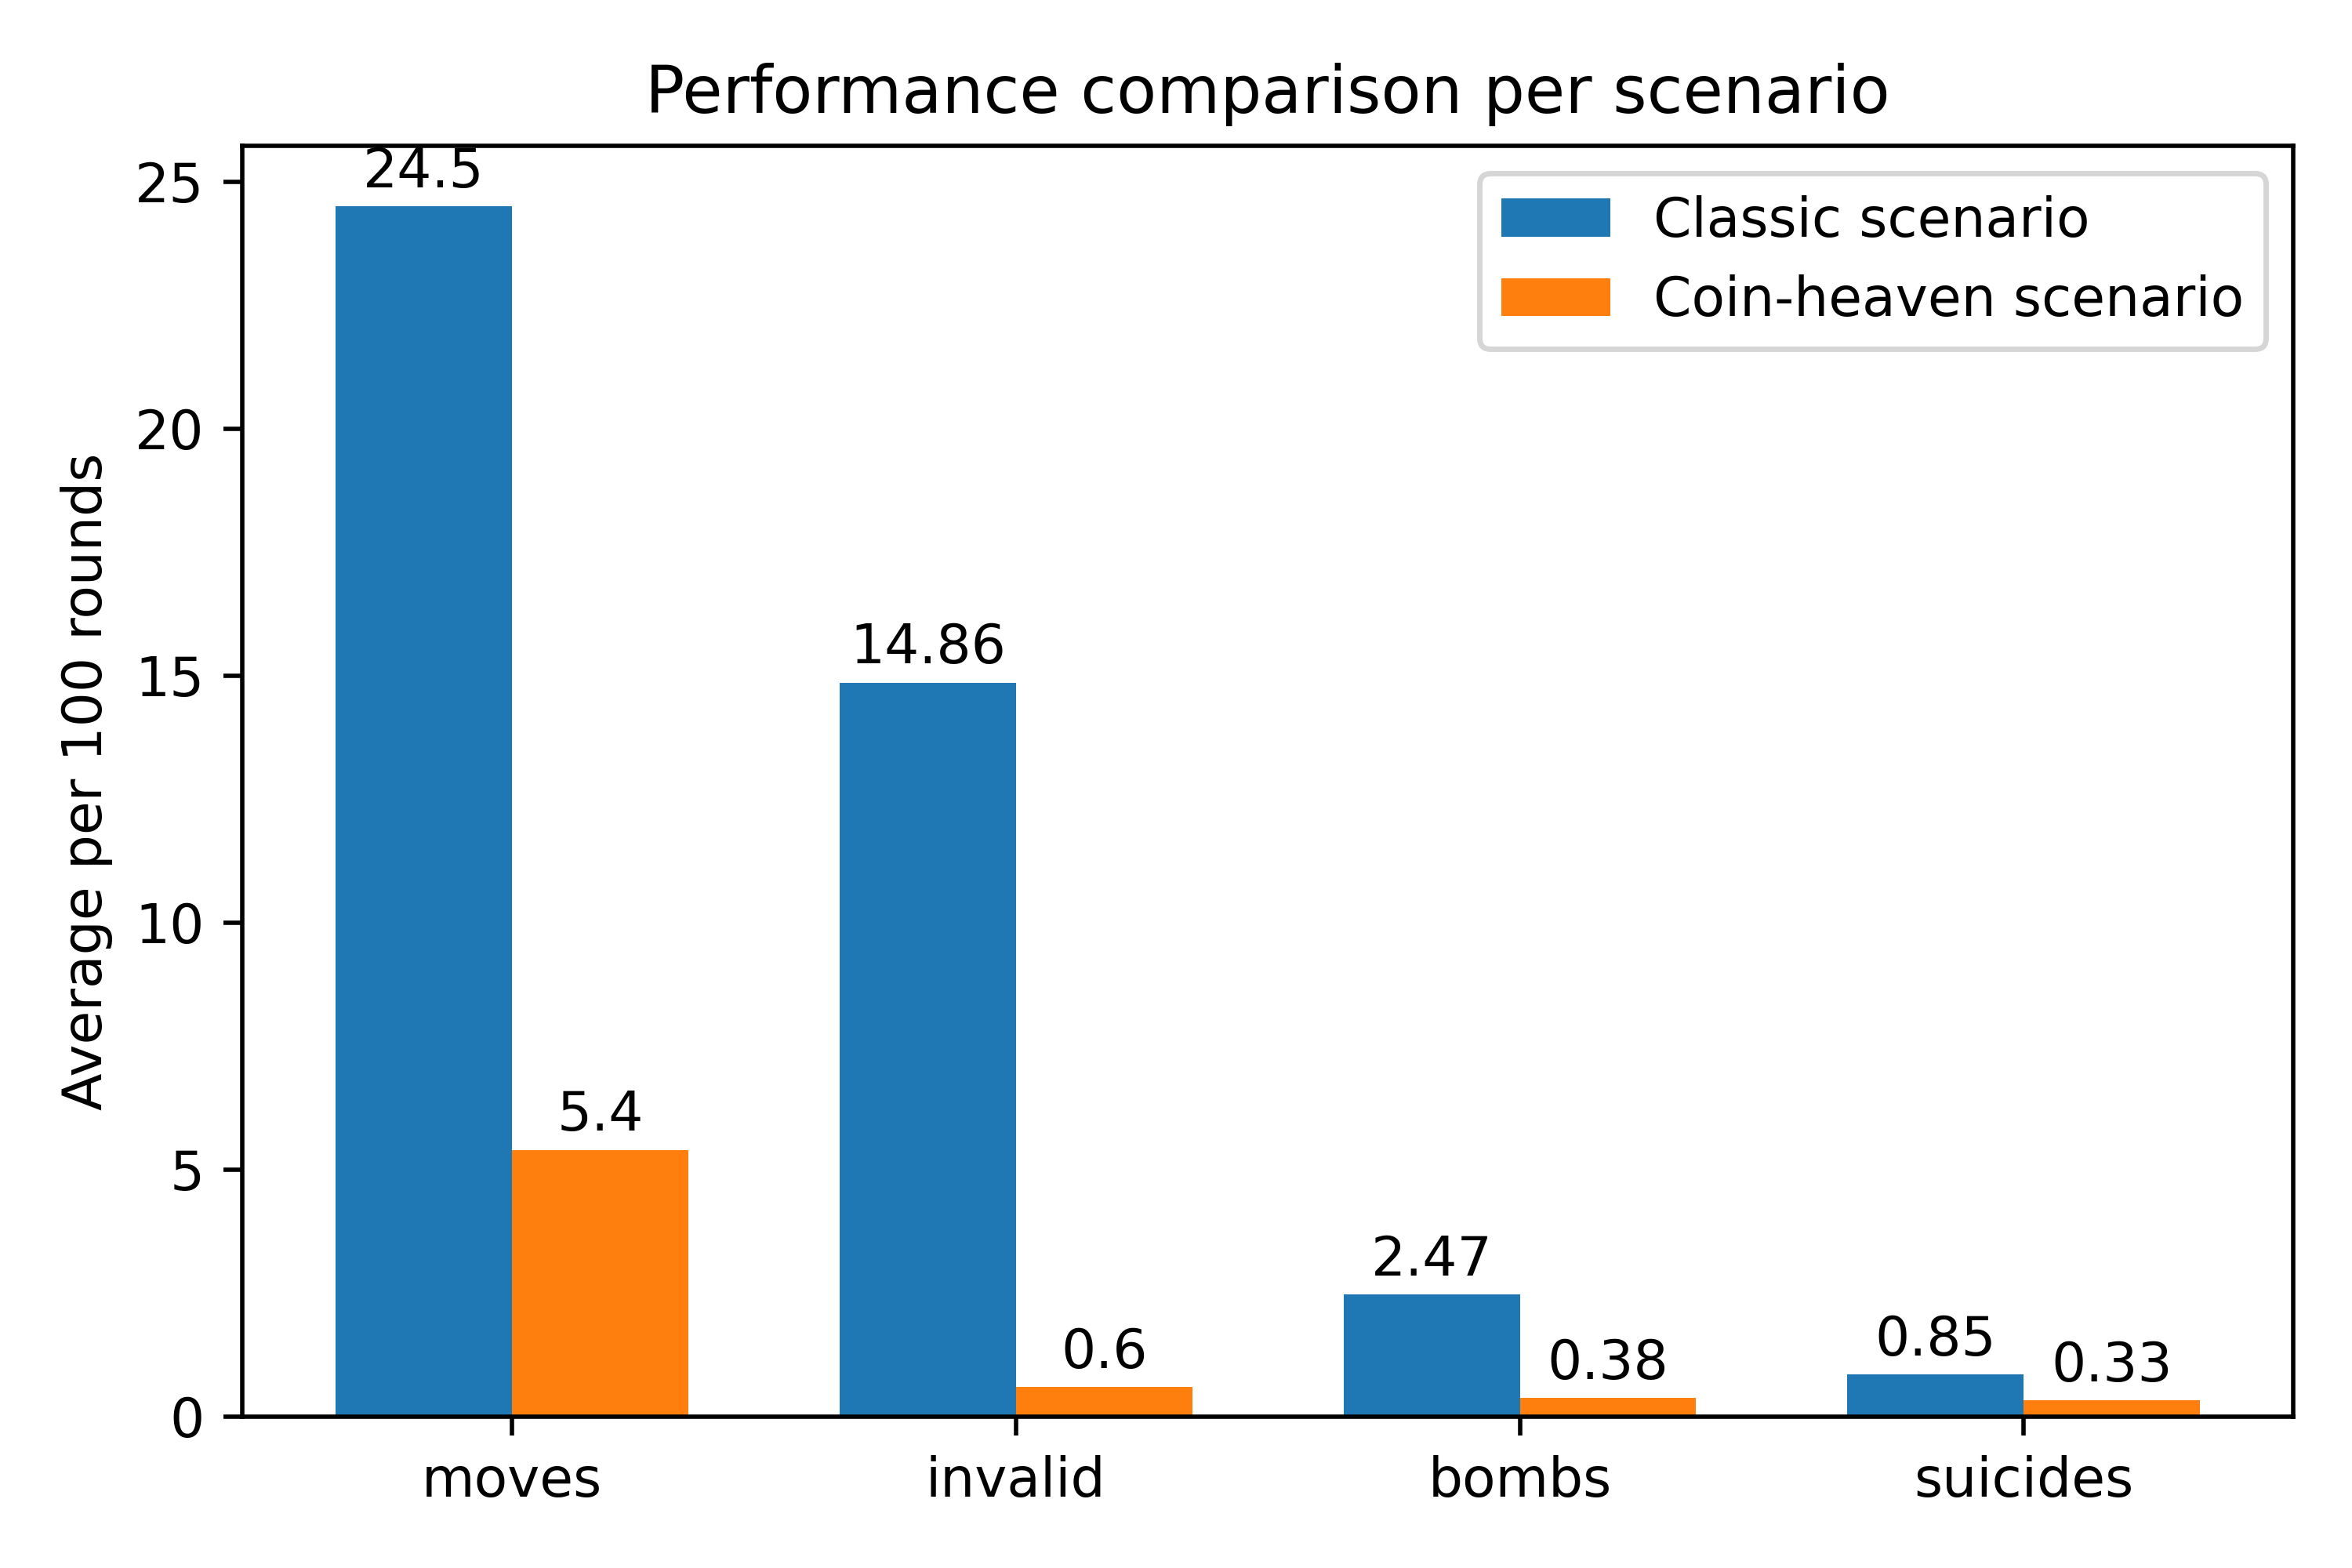 Performance comparison per scenario
Classic scenario
Coin-heaven scenario
Average per 100 rounds
25
20
15
10
5
0
24.5
5.4
14.86
0.6
2.47
0.38
0.85
0.33
moves
invalid
bombs
suicides